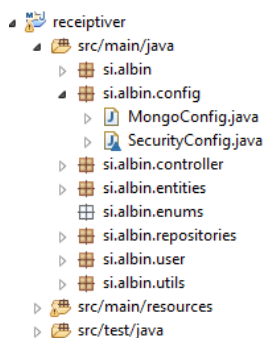 receiptiver
src/main/java
si.albin
si.albin.config
MongoConfig.java
SecurityConfig.java
si.albin.controller
si.albin.entities
si.albin.enums
si.albin.repositories
si.albin.user
si.albin.utils
src/main/resources
src/test/java